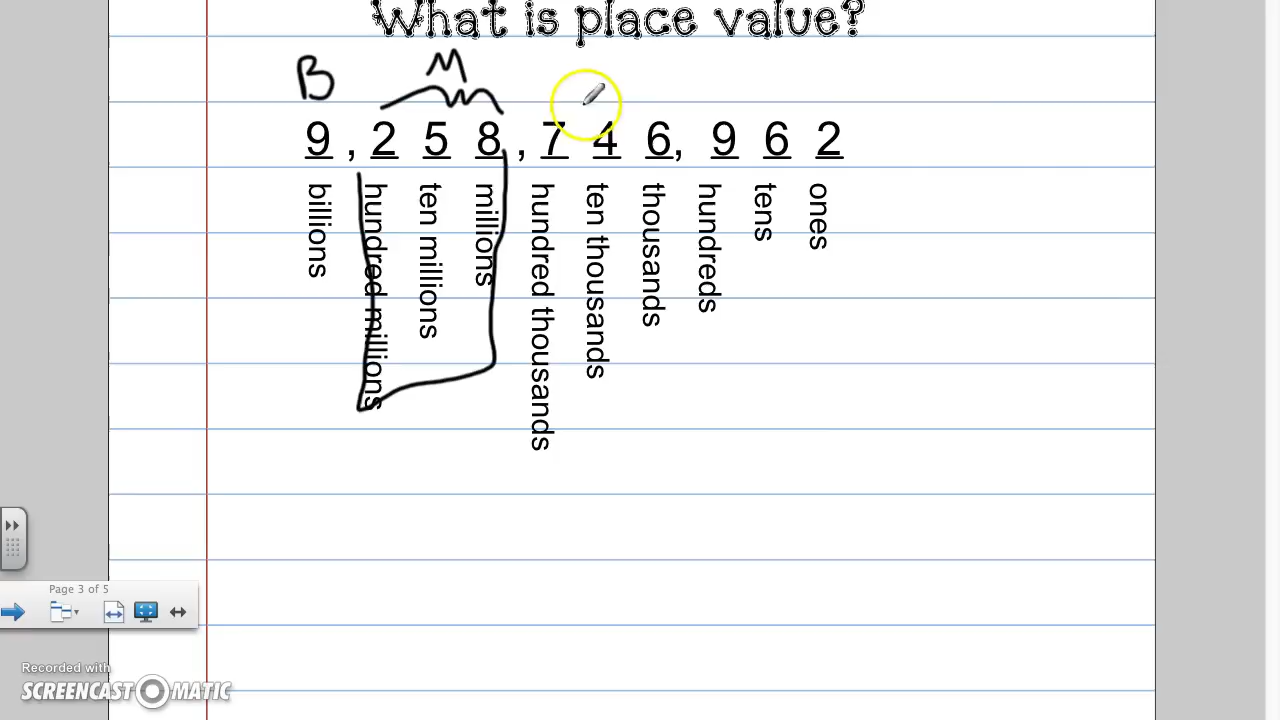 What is place value?
B M
9 , 2 5 8 , 7 4 6 , 9 6 2
billions
hundred millions
ten millions
millions
hundred thousands
ten thousands
thousands
hundreds
tens
ones
Page 3 of 5
Recorded with
SCREENCAST O MATIC